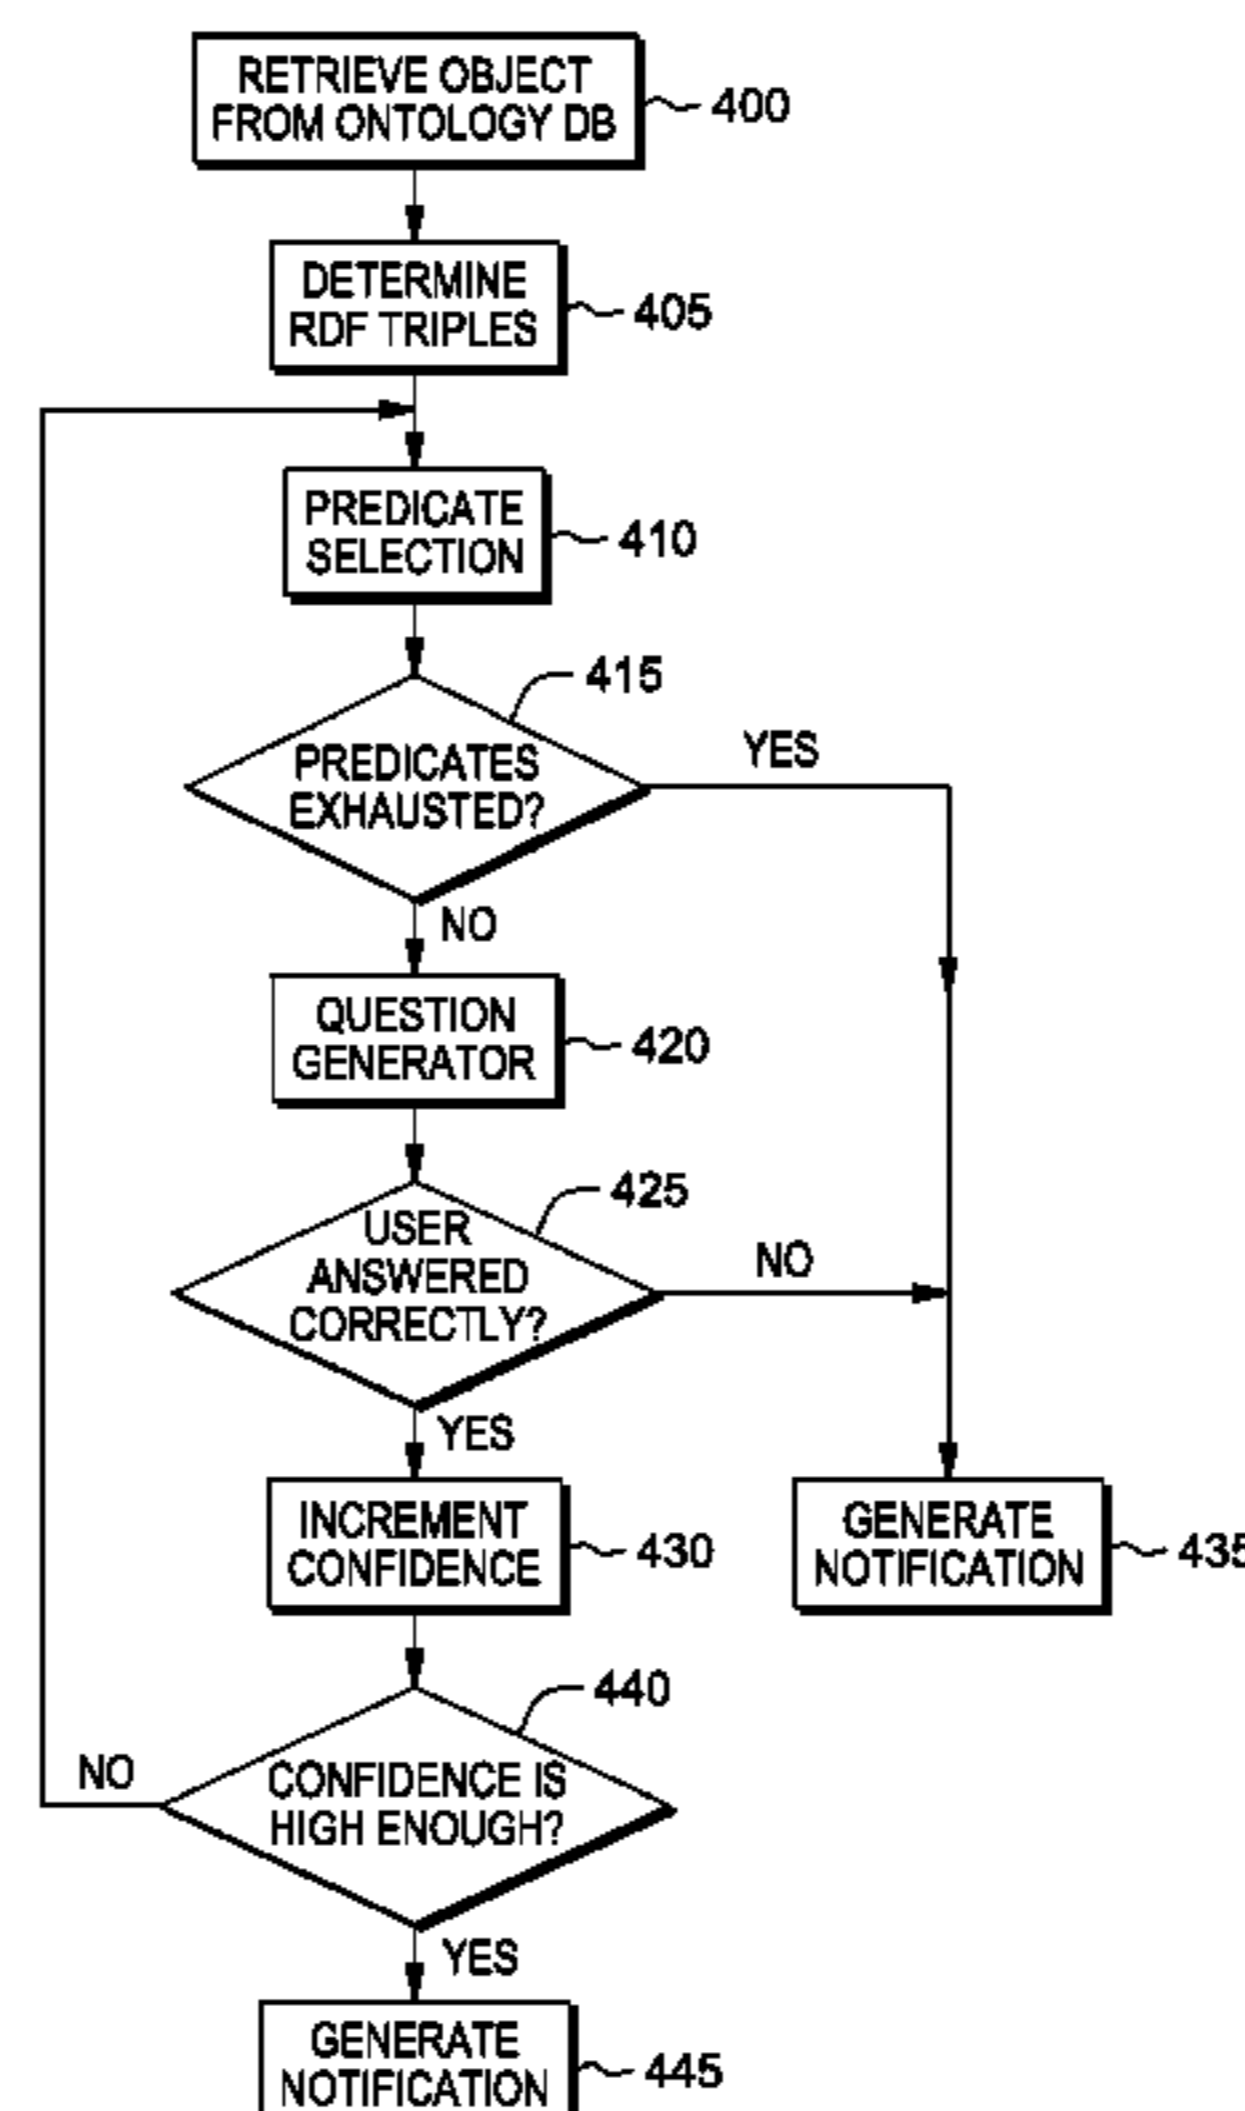 RETRIEVE OBJECT
FROM ONTOLOGY DB
400
DETERMINE
RDF TRIPLES
405
PREDICATE
SELECTION
410
415
PREDICATES
EXHAUSTED?
YES
NO
QUESTION
GENERATOR
420
425
USER
ANSWERED
CORRECTLY?
NO
YES
INCREMENT
CONFIDENCE
430
GENERATE
NOTIFICATION
435
440
CONFIDENCE IS
HIGH ENOUGH?
NO
YES
GENERATE
NOTIFICATION
445